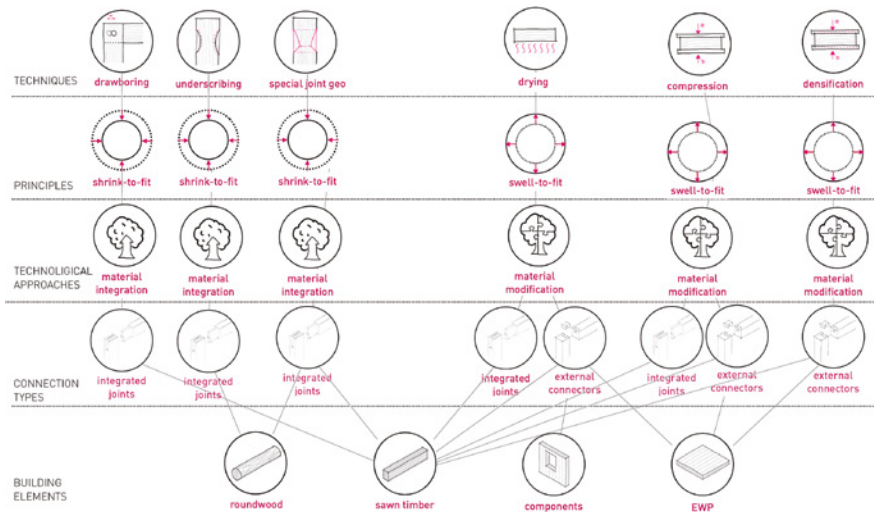 TECHNIQUES
drawboring
underscribing
special joint geo
drying
compression
densification
PRINCIPLES
shrink-to-fit
shrink-to-fit
shrink-to-fit
swell-to-fit
swell-to-fit
swell-to-fit
TECHNOLIGICAL
APPROACHES
material
integration
material
integration
material
integration
material
modification
material
modification
material
modification
CONNECTION
TYPES
integrated
joints
integrated
joints
integrated
joints
integrated
joints
external
connectors
integrated
joints
external
connectors
external
connectors
BUILDING
ELEMENTS
roundwood
sawn timber
components
EWP